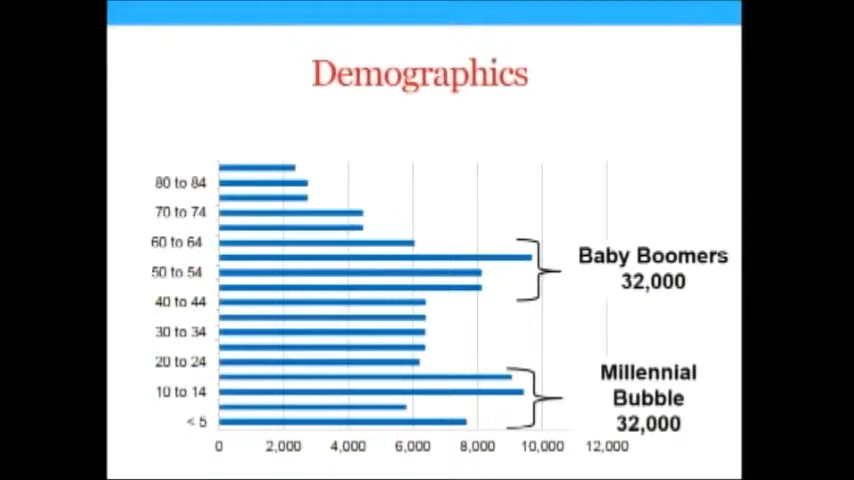 Demographics
80 to 84
70 to 74
60 to 64
50 to 54
40 to 44
30 to 34
20 to 24
10 to 14
< 5
0 2,000 4,000 6,000 8,000 10,000 12,000
Baby Boomers
32,000
Millennial
Bubble
32,000